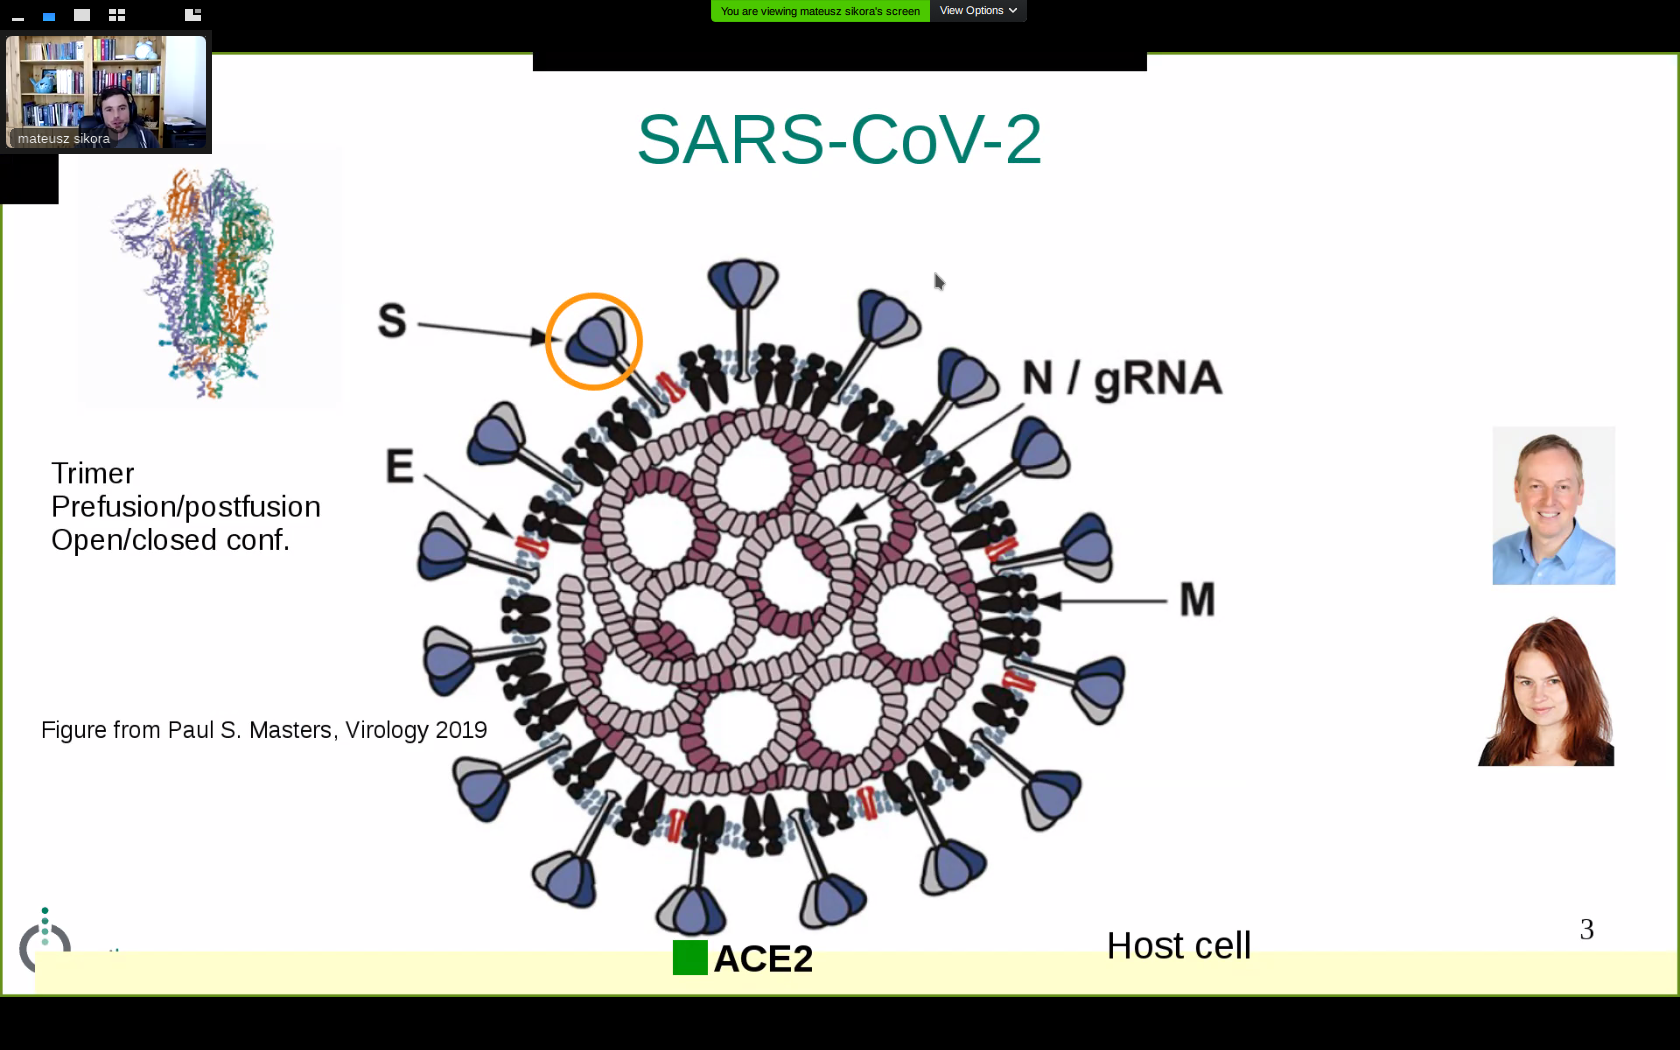 You are viewing mateusz sikora's screen
View Options
mateusz sikora
SARS-CoV-2
S
N / gRNA
E
Trimer
Prefusion/postfusion
Open/closed conf.
M
Figure from Paul S. Masters, Virology 2019
3
Host cell
ACE2